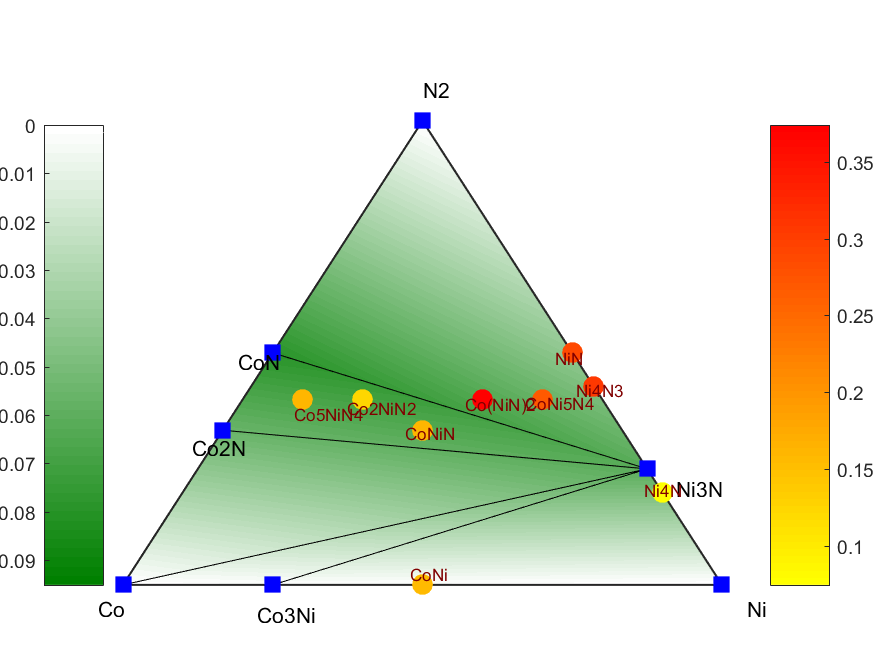 N2
0
0.01
0.02
0.03
0.04
0.05
0.06
0.07
0.08
0.09
0.35
0.3
0.25
0.2
0.15
0.1
CoN
NiN
Ni4N3
Co5NiN4
Co2NiN2
Co(NiN)2
CoNi5N4
CoNiN
Co2N
Ni4N
Ni3N
CoNi
Co
Co3Ni
Ni